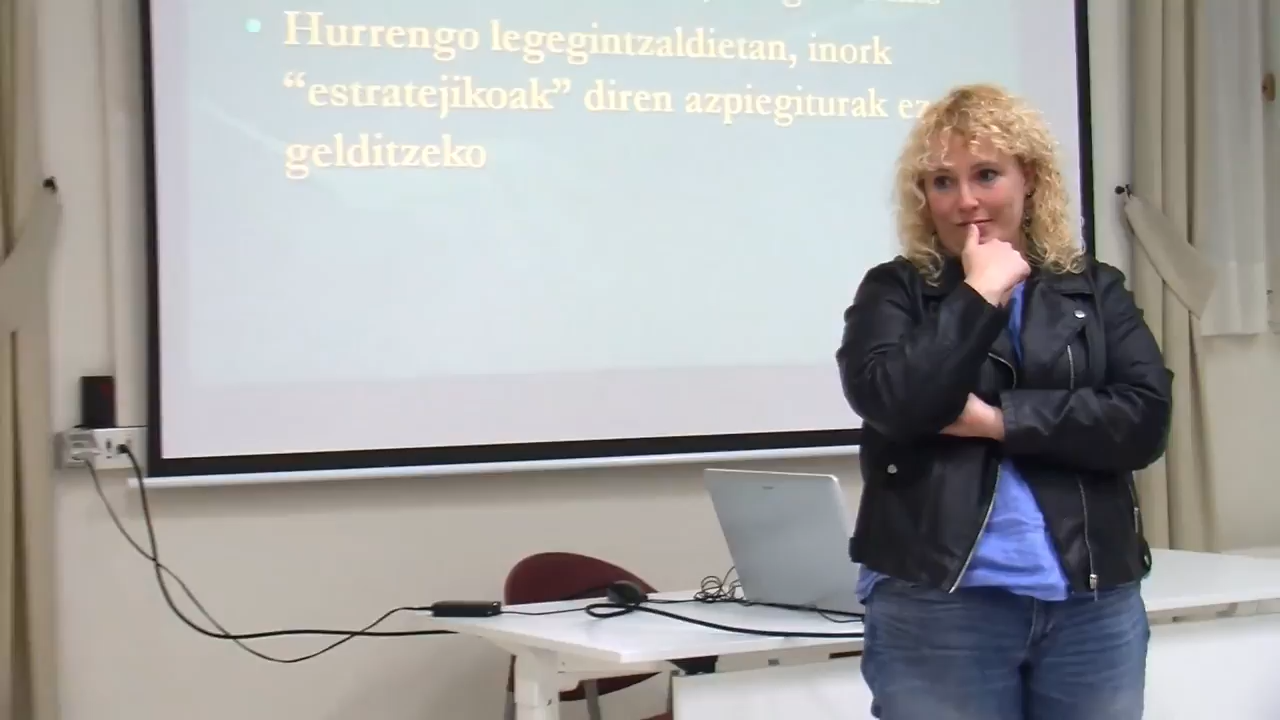 Hurrengo legegintzaldietan, inork
“estratejikoak” diren azpiegiturak ez
gelditzeko